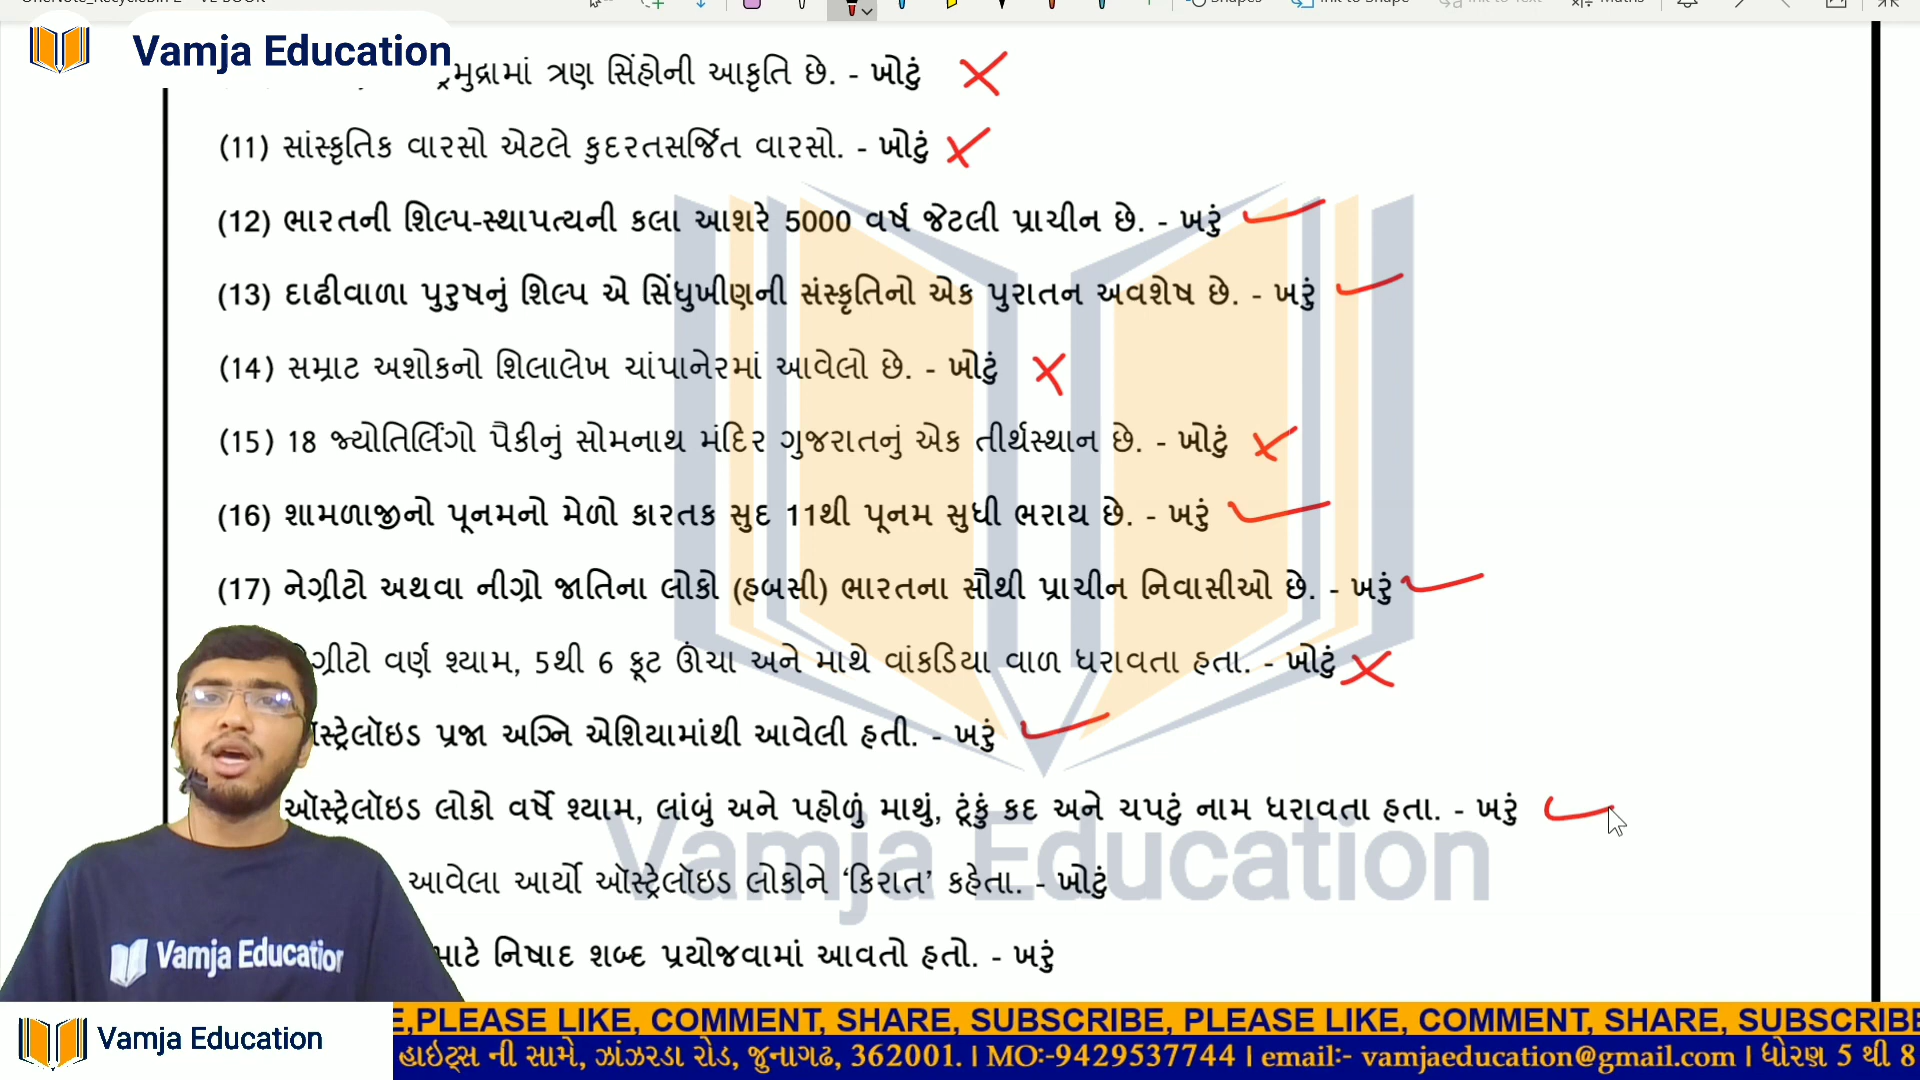 Vamja Education
ત્રણ સિંહોની આકૃતિ છે. - ખોટું
(11) સાંસ્કૃતિક વારસો એટલે કુદરતસર્જિત વારસો. - ખોટું
(12) ભારતની શિલ્પ-સ્થાપત્યની કલા આશરે 5000 વર્ષ જેટલી પ્રાચીન છે. - ખરું
(13) દાઢીવાળા પુરુષનું શિલ્પ એ સિંધુખીણની સંસ્કૃતિનો એક પુરાતન અવશેષ છે. - ખરું
(14) સમ્રાટ અશોકનો શિલાલેખ ચાંપાનેરમાં આવેલો છે. - ખોટું
(15) 18 જ્યોતિર્લિંગો પૈકીનું સોમનાથ મંદિર ગુજરાતનું એક તીર્થસ્થાન છે. - ખોટું
(16) શામળાજીનો પૂનમનો મેળો કારતક સુદ 11થી પૂનમ સુધી ભરાય છે. - ખરું
(17) નેગ્રીટો અથવા નીગ્રો જાતિના લોકો (હબસી) ભારતના સૌથી પ્રાચીન નિવાસીઓ છે. - ખરું
વર્ણ શ્યામ, 5થી 6 ફૂટ ઊંચા અને માથે વાંકડિયા વાળ ધરાવતા હતા. - ખોટું
પ્રજા અગ્નિ એશિયામાંથી આવેલી હતી. - ખરું
ઑસ્ટ્રેલૉઇડ લોકો વર્ષે શ્યામ, લાંબું અને પહોળું માથું, ટૂંકું કદ અને ચપટું નામ ધરાવતા હતા. - ખરું
આવેલા આર્યો ઑસ્ટ્રેલૉઇડ લોકોને ‘કિરાત’ કહેતા. - ખોટું
માટે નિષાદ શબ્દ પ્રયોજવામાં આવતો હતો. - ખરું
Vamja Education
Vamja Education
Vamja Education
E,PLEASE LIKE, COMMENT, SHARE, SUBSCRIBE, PLEASE LIKE, COMMENT, SHARE, SUBSCRIBE
હાઇટ્સ ની સામે, ઝાંઝરડા રોડ, જુનાગઢ, 362001. | MO:-9429537744 | email:- vamjaeducation@gmail.com | ધોરણ 5 થી 8